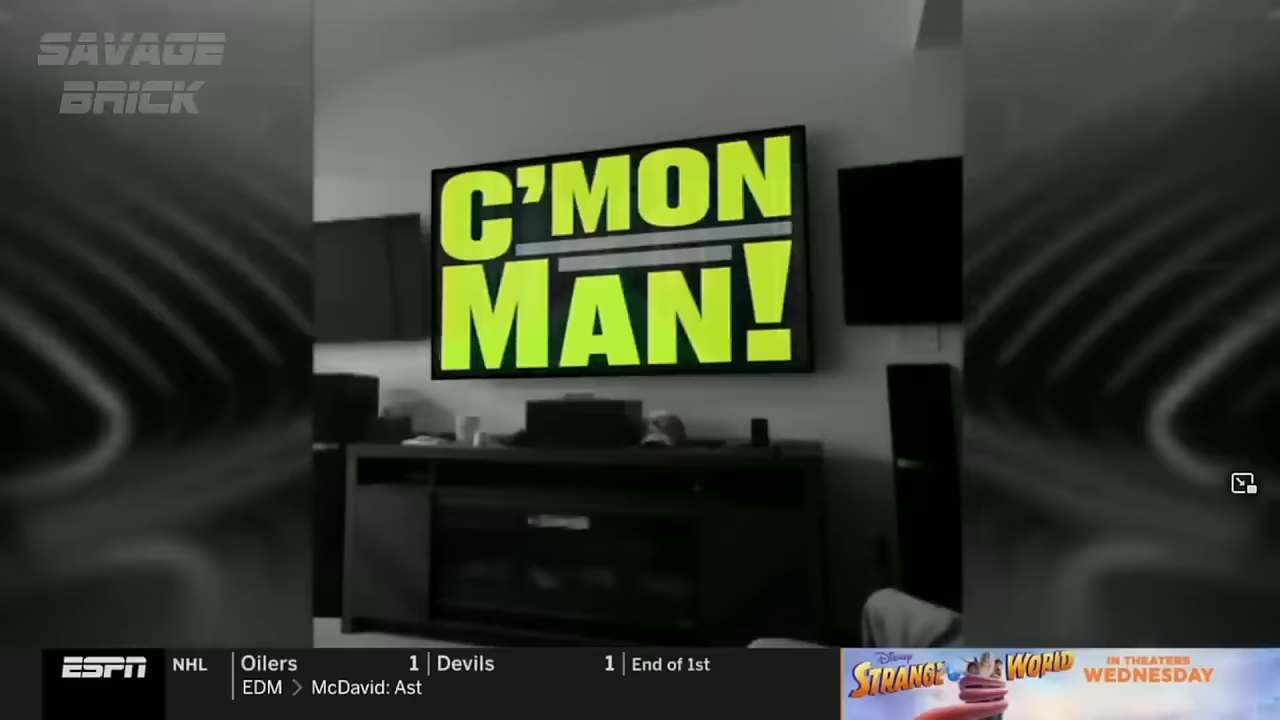 SAVAGE
BRICK
C'MON
MAN!
ESPN
NHL
Oilers 1
EDM > McDavid: Ast
Devils 1
End of 1st
Disney
STRANGE WORLD
IN THEATERS
WEDNESDAY